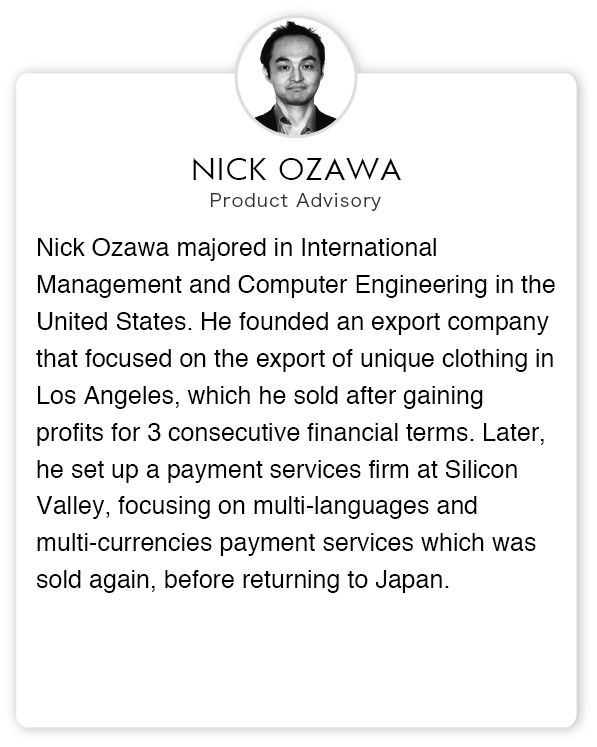 NICK OZAWA
Product Advisory
Nick Ozawa majored in International
Management and Computer Engineering in the
United States. He founded an export company
that focused on the export of unique clothing in
Los Angeles, which he sold after gaining
profits for 3 consecutive financial terms. Later,
he set up a payment services firm at Silicon
Valley, focusing on multi-languages and
multi-currencies payment services which was
sold again, before returning to Japan.